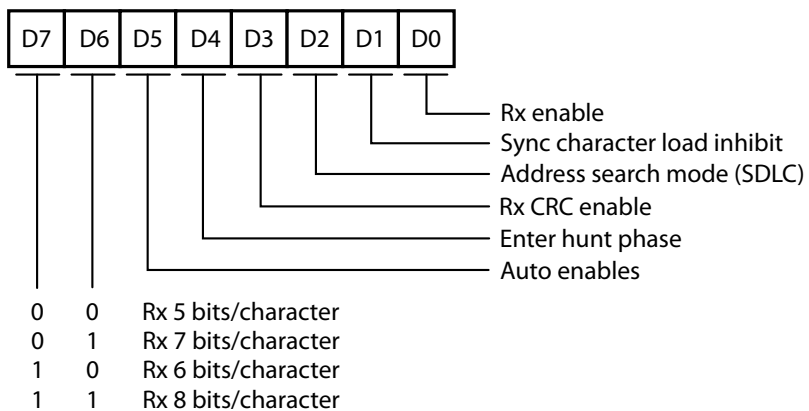 D7 D6 D5 D4 D3 D2 D1 D0
Rx enable
Sync character load inhibit
Address search mode (SDLC)
Rx CRC enable
Enter hunt phase
Auto enables
0 0 Rx 5 bits/character
0 1 Rx 7 bits/character
1 0 Rx 6 bits/character
1 1 Rx 8 bits/character